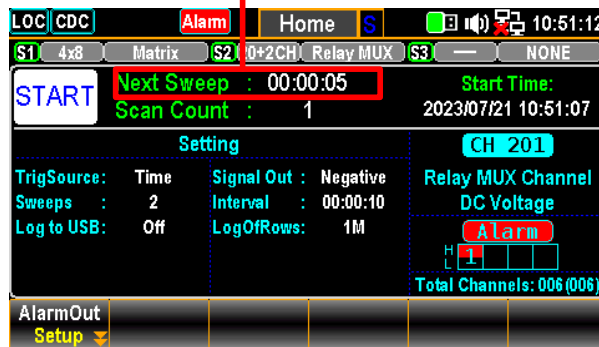 LOC CDC Alarm Home S 10:51:12
S1 4x8 Matrix S2 20+2CH Relay MUX S3 — NONE
START
Next Sweep : 00:00:05
Scan Count : 1
Start Time:
2023/07/21 10:51:07
Setting
TrigSource: Time Signal Out : Negative
Sweeps : 2 Interval : 00:00:10
Log to USB: Off LogOfRows: 1M
CH 201
Relay MUX Channel
DC Voltage
Alarm
H
L
1
Total Channels: 006(006)
AlarmOut
Setup